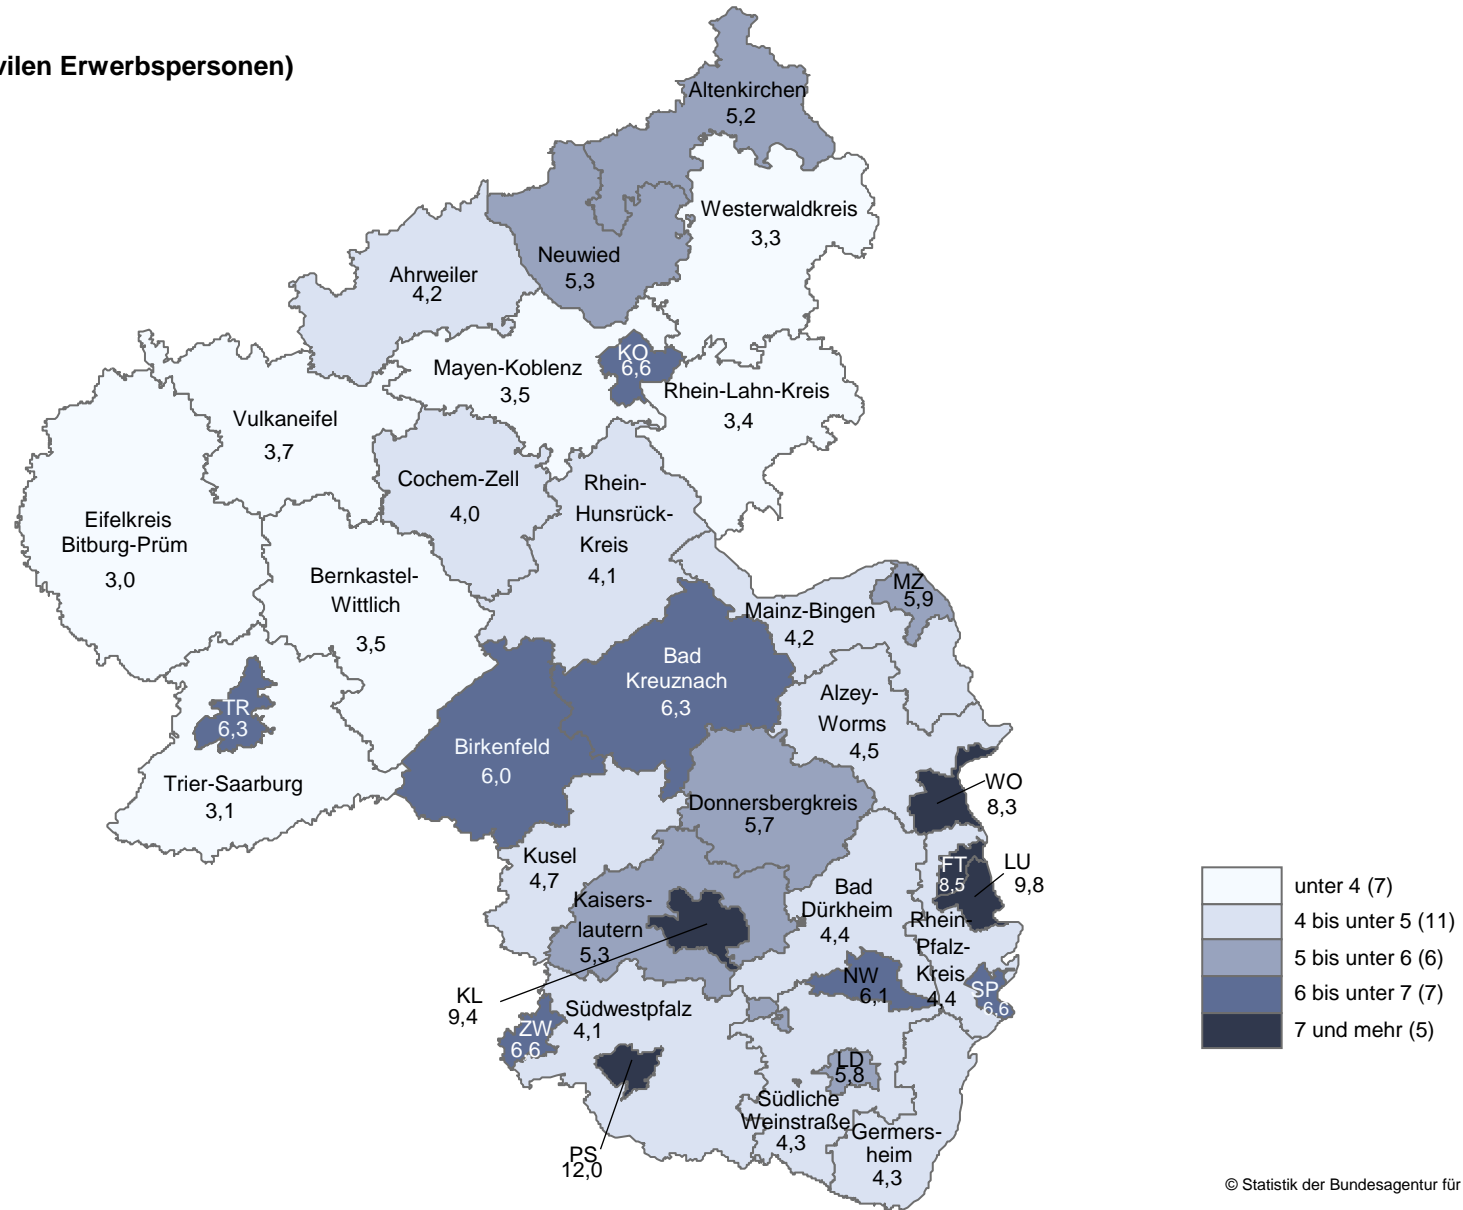 vilen Erwerbspersonen)
Altenkirchen
5,2
Westerwaldkreis
3,3
Neuwied
5,3
Ahrweiler
4,2
KO
6,6
Mayen-Koblenz
3,5
Rhein-Lahn-Kreis
3,4
Vulkaneifel
3,7
Cochem-Zell
4,0
Rhein-
Hunsrück-
Kreis
4,1
Eifelkreis
Bitburg-Prüm
3,0
Bernkastel-
Wittlich
3,5
MZ
5,9
Mainz-Bingen
4,2
Bad
Kreuznach
6,3
Alzey-
Worms
4,5
TR
6,3
Birkenfeld
6,0
Trier-Saarburg
3,1
WO
8,3
Donnersbergkreis
5,7
Kusel
4,7
FT
8,5
LU
9,8
Bad
Dürkheim
4,4
Kaisers-
lautern
5,3
Rhein-
Pfalz-
Kreis
4,4
NW
6,1
SP
6,6
KL
9,4
Südwestpfalz
4,1
ZW
6,6
LD
5,8
Südliche
Weinstraße
4,3
Germers-
heim
4,3
PS
12,0
unter 4 (7)
4 bis unter 5 (11)
5 bis unter 6 (6)
6 bis unter 7 (7)
7 und mehr (5)
© Statistik der Bundesagentur für